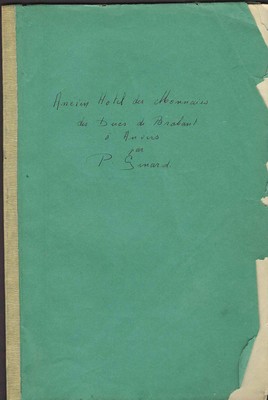 Ancien Hotel des Monnaies
des Ducs de Brabant
à Anvers
par
P Génard